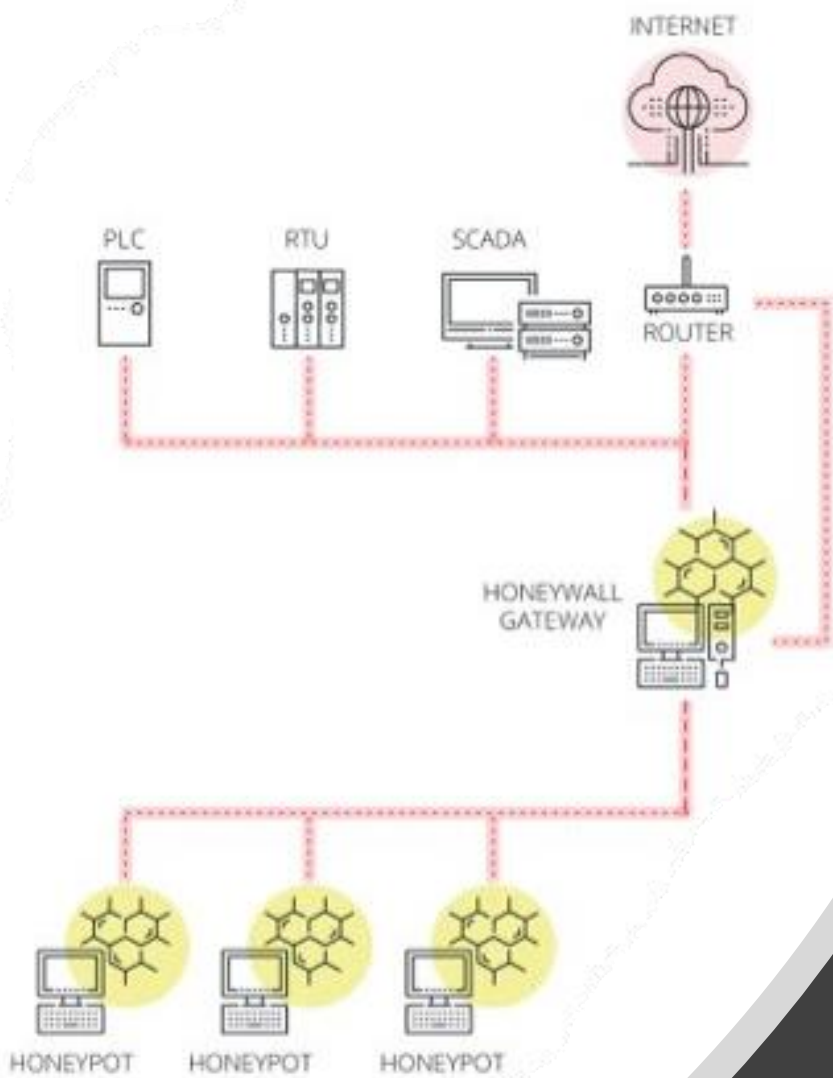 INTERNET
PLC
RTU
SCADA
ROUTER
HONEYWALL
GATEWAY
HONEYPOT
HONEYPOT
HONEYPOT